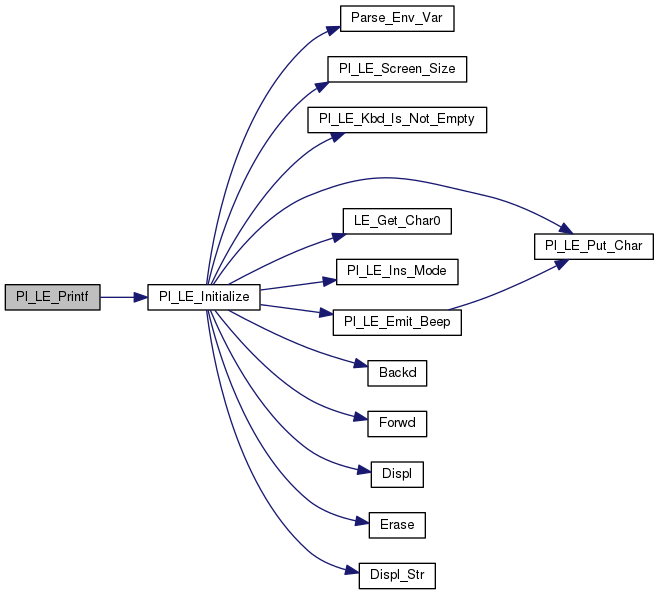 Parse_Env_Var
Pl_LE_Screen_Size
Pl_LE_Kbd_Is_Not_Empty
LE_Get_Char0
Pl_LE_Put_Char
Pl_LE_Ins_Mode
Pl_LE_Printf
Pl_LE_Initialize
Pl_LE_Emit_Beep
Backd
Forwd
Displ
Erase
Displ_Str